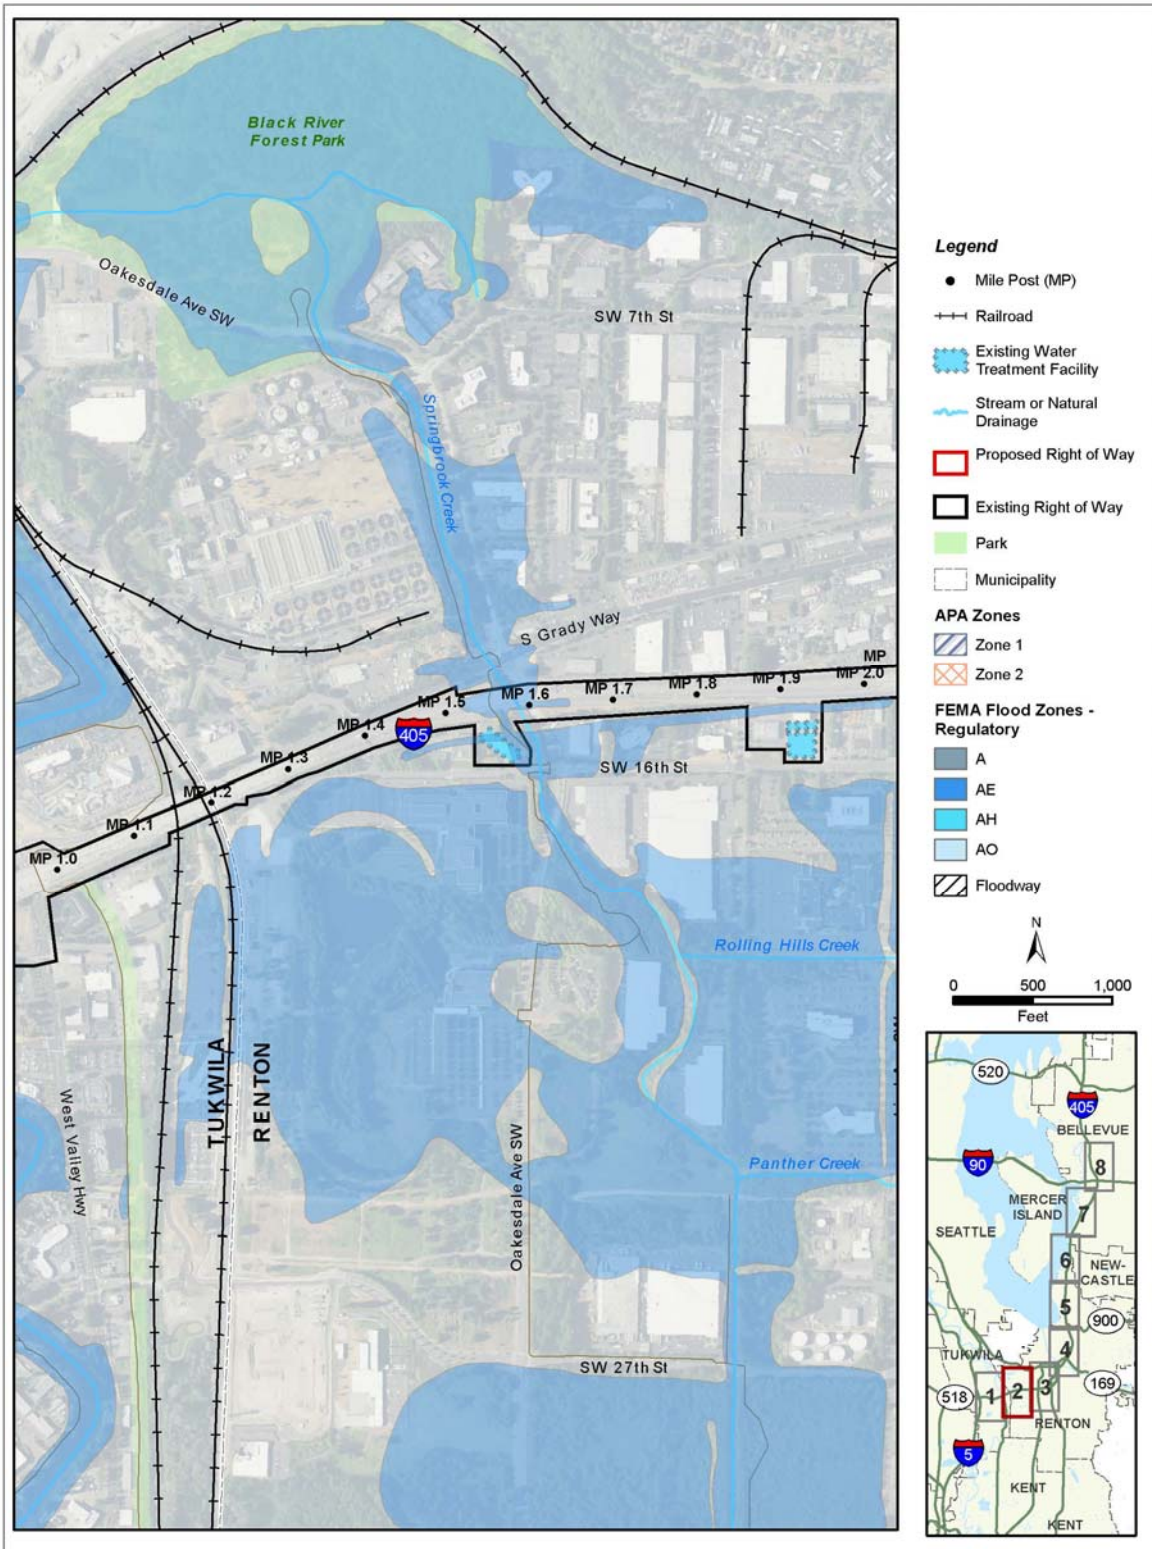 Black River
Forest Park
Oakesdale Ave SW
SW 7th St
Springbrook Creek
S Grady Way
MP
MP 2.0
MP 1.9
MP 1.8
MP 1.7
MP 1.6
MP 1.5
MP 1.4
405
MP 1.3
MP 1.2
MP 1.1
MP 1.0
SW 16th St
Rolling Hills Creek
Panther Creek
TUKWILA
RENTON
West Valley Hwy
Oakesdale Ave SW
SW 27th St
Legend
Mile Post (MP)
Railroad
Existing Water
Treatment Facility
Stream or Natural
Drainage
Proposed Right of Way
Existing Right of Way
Park
Municipality
APA Zones
Zone 1
Zone 2
FEMA Flood Zones -
Regulatory
A
AE
AH
AO
Floodway
N
0 500 1,000
Feet
520
405
BELLEVUE
90
8
MERCER
ISLAND
7
SEATTLE
6
NEW-
CASTLE
5
900
4
TUKWILA
518
1
2
3
169
RENTON
5
KENT
KENT